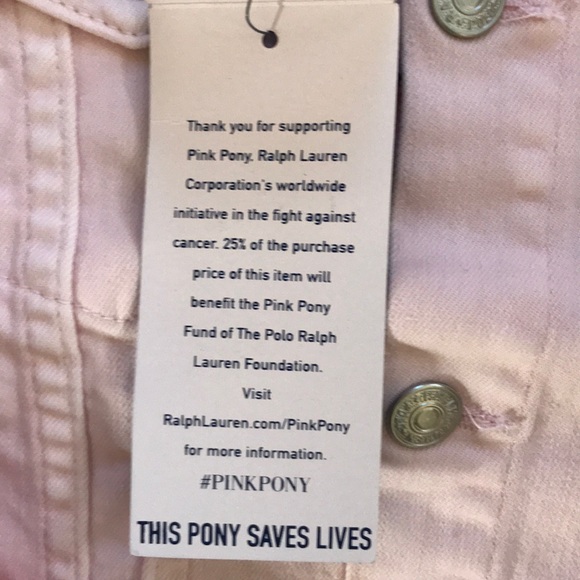 Thank you for supporting
Pink Pony, Ralph Lauren
Corporation's worldwide
initiative in the fight against
cancer. 25% of the purchase
price of this item will
benefit the Pink Pony
Fund of The Polo Ralph
Lauren Foundation.
Visit
RalphLauren.com/PinkPony
for more information.
#PINKPONY
THIS PONY SAVES LIVES